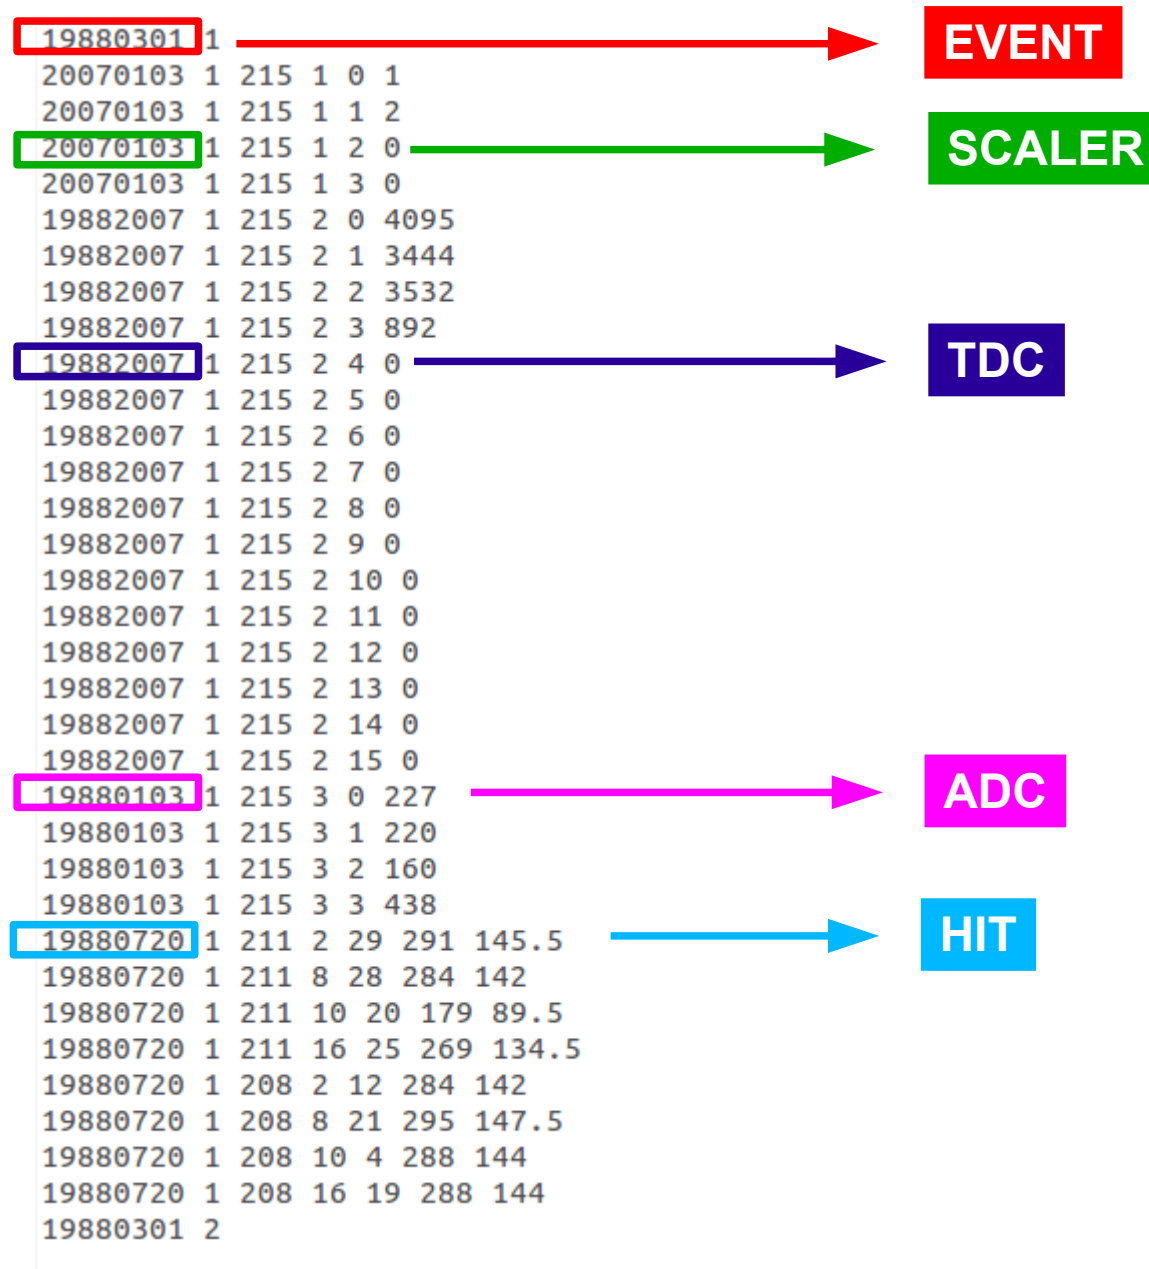 19880301 1 EVENT
20070103 1 215 1 0 1
20070103 1 215 1 1 2
20070103 1 215 1 2 0 SCALER
20070103 1 215 1 3 0
19882007 1 215 2 0 4095
19882007 1 215 2 1 3444
19882007 1 215 2 2 3532
19882007 1 215 2 3 892
19882007 1 215 2 4 0 TDC
19882007 1 215 2 5 0
19882007 1 215 2 6 0
19882007 1 215 2 7 0
19882007 1 215 2 8 0
19882007 1 215 2 9 0
19882007 1 215 2 10 0
19882007 1 215 2 11 0
19882007 1 215 2 12 0
19882007 1 215 2 13 0
19882007 1 215 2 14 0
19882007 1 215 2 15 0
19880103 1 215 3 0 227 ADC
19880103 1 215 3 1 220
19880103 1 215 3 2 160
19880103 1 215 3 3 438
19880720 1 211 2 29 291 145.5 HIT
19880720 1 211 8 28 284 142
19880720 1 211 10 20 179 89.5
19880720 1 211 16 25 269 134.5
19880720 1 208 2 12 284 142
19880720 1 208 8 21 295 147.5
19880720 1 208 10 4 288 144
19880720 1 208 16 19 288 144
19880301 2